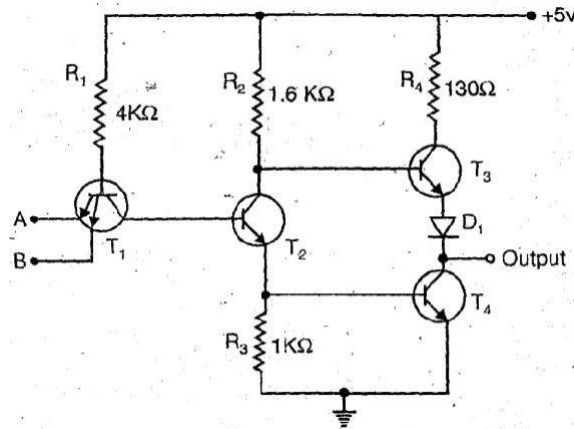 +5v
R1
4KΩ
R2
1.6 KΩ
R4
130Ω
T3
A
B
T1
T2
D1
Output
T4
R3
1KΩ